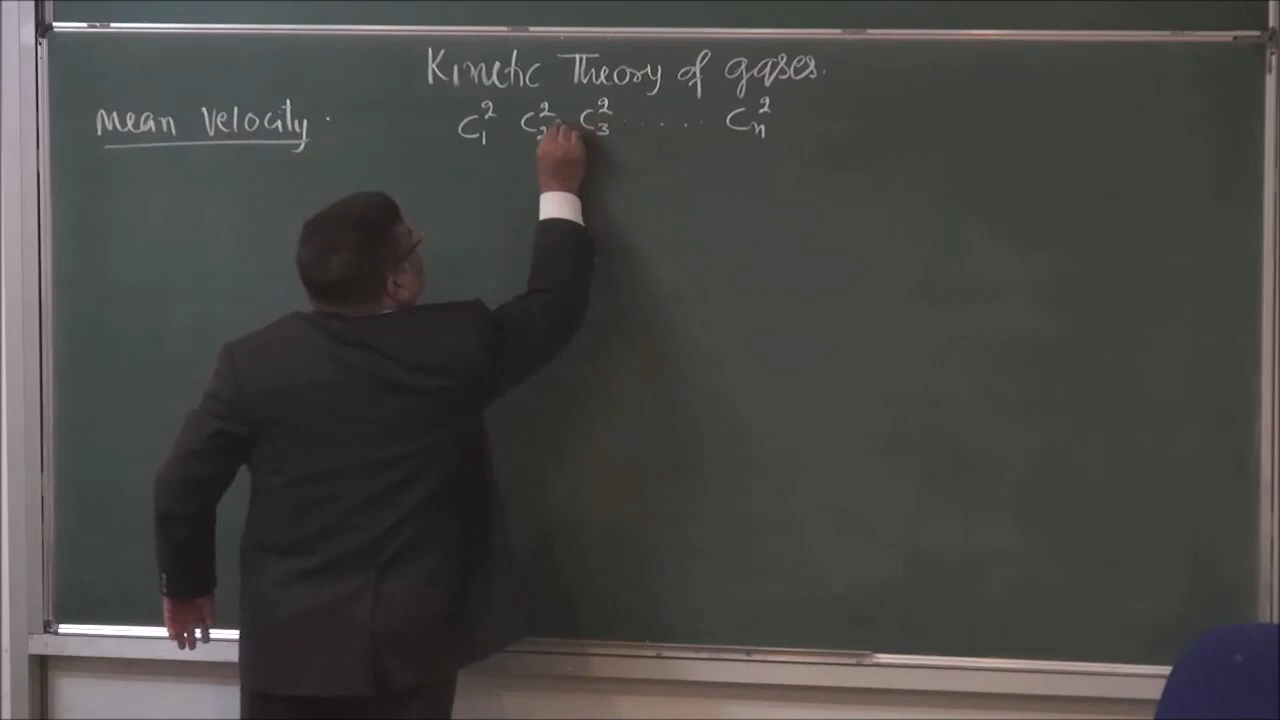 Kinetic Theory of gases.
Mean Velocity. C₁² C₂² C₃² ...... Cₙ²